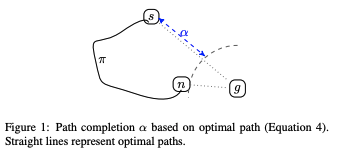 s
α
π
n
g
Figure 1: Path completion α based on optimal path (Equation 4).
Straight lines represent optimal paths.